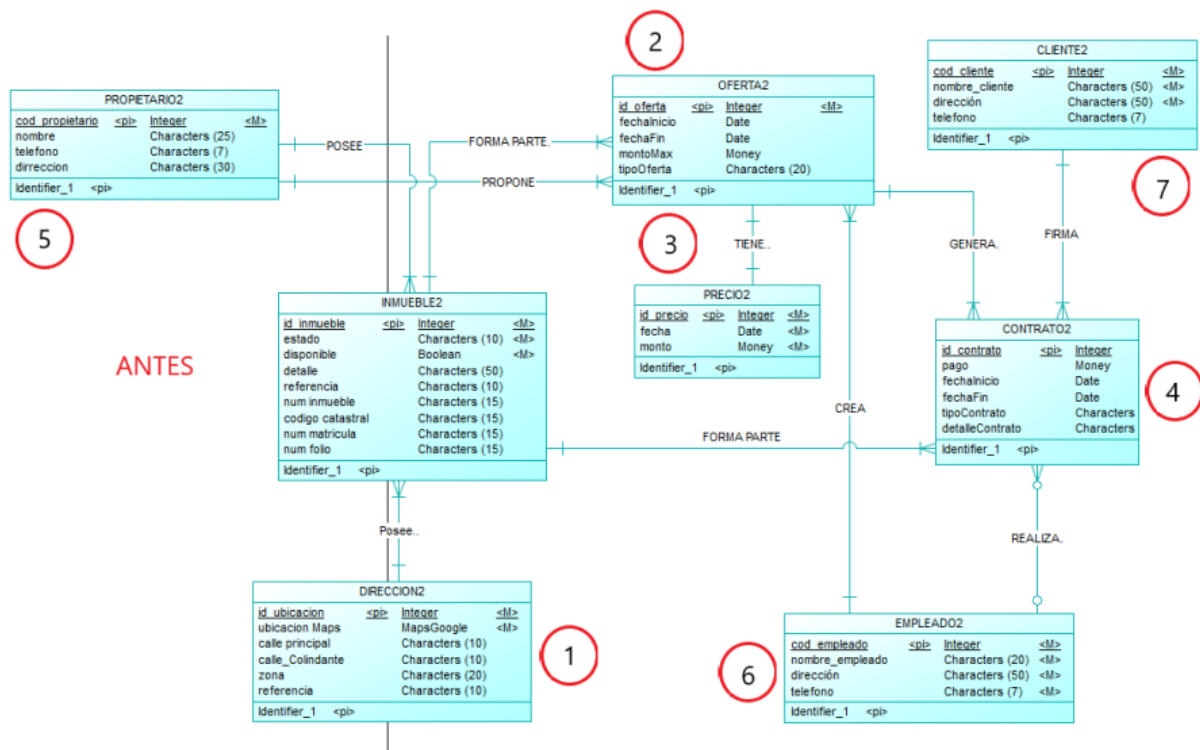 2
CLIENTE2
cod_cliente <pi> Integer <M>
nombre_cliente Characters (50) <M>
dirección Characters (50) <M>
telefono Characters (7)
Identifier_1 <pi>
7
OFERTA2
id_oferta <pi> Integer <M>
fechaInicio Date
fechaFin Date
montoMax Money
tipoOferta Characters (20)
Identifier_1 <pi>
PROPIETARIO2
cod_propietario <pi> Integer <M>
nombre Characters (25)
telefono Characters (7)
dirreccion Characters (30)
Identifier_1 <pi>
5
POSEE
FORMA PARTE.
PROPONE
3
TIENE..
GENERA.
FIRMA
PRECIO2
id_precio <pi> Integer <M>
fecha Date <M>
monto Money <M>
Identifier_1 <pi>
INMUEBLE2
id_inmueble <pi> Integer <M>
estado Characters (10) <M>
disponible Boolean <M>
detalle Characters (50)
referencia Characters (10)
num inmueble Characters (15)
codigo catastral Characters (15)
num matricula Characters (15)
num folio Characters (15)
Identifier_1 <pi>
ANTES
CONTRATO2
id_contrato <pi> Integer
pago Money
fechaInicio Date
fechaFin Date
tipoContrato Characters
detalleContrato Characters
Identifier_1 <pi>
4
CREA
FORMA PARTE
Posee..
REALIZA.
DIRECCION2
id_ubicacion <pi> Integer <M>
ubicacion Maps MapsGoogle <M>
calle principal Characters (10)
calle_Colindante Characters (10)
zona Characters (20)
referencia Characters (10)
Identifier_1 <pi>
1
6
EMPLEADO2
cod_empleado <pi> Integer <M>
nombre_empleado Characters (20) <M>
dirección Characters (50) <M>
telefono Characters (7) <M>
Identifier_1 <pi>